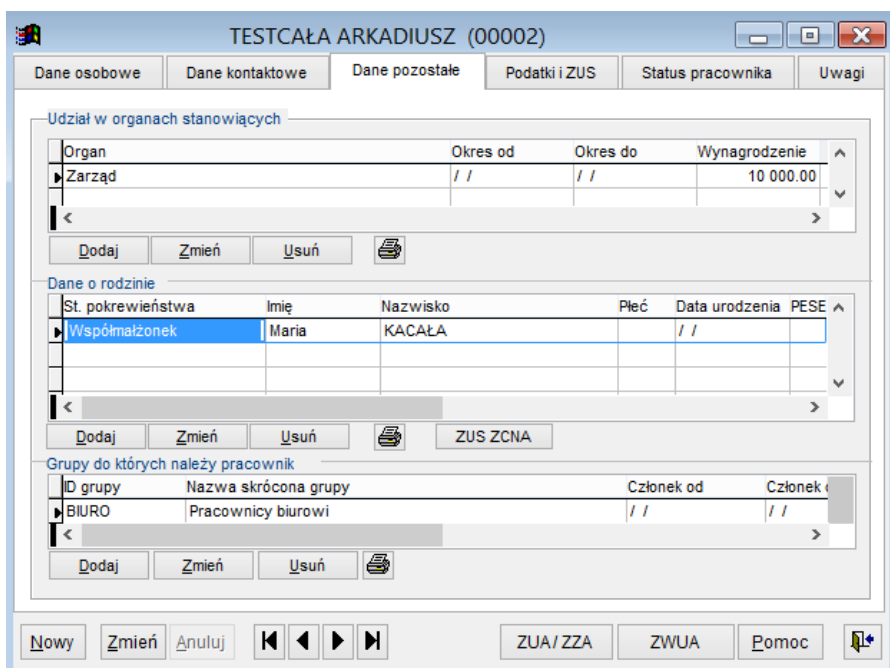 TESTCAŁA ARKADIUSZ (00002)
Dane osobowe Dane kontaktowe Dane pozostałe Podatki i ZUS Status pracownika Uwagi
Udział w organach stanowiących
Organ Okres od Okres do Wynagrodzenie
Zarząd / / / / 10 000.00
Dodaj Zmień Usuń
Dane o rodzinie
St. pokrewieństwa Imię Nazwisko Płeć Data urodzenia PESE
Współmałżonek Maria KACAŁA / /
Dodaj Zmień Usuń ZUS ZCNA
Grupy do których należy pracownik
ID grupy Nazwa skrócona grupy Członek od Członek
BIURO Pracownicy biurowi / / / /
Dodaj Zmień Usuń
Nowy Zmień Anuluj ZUA / ZZA ZWUA Pomoc